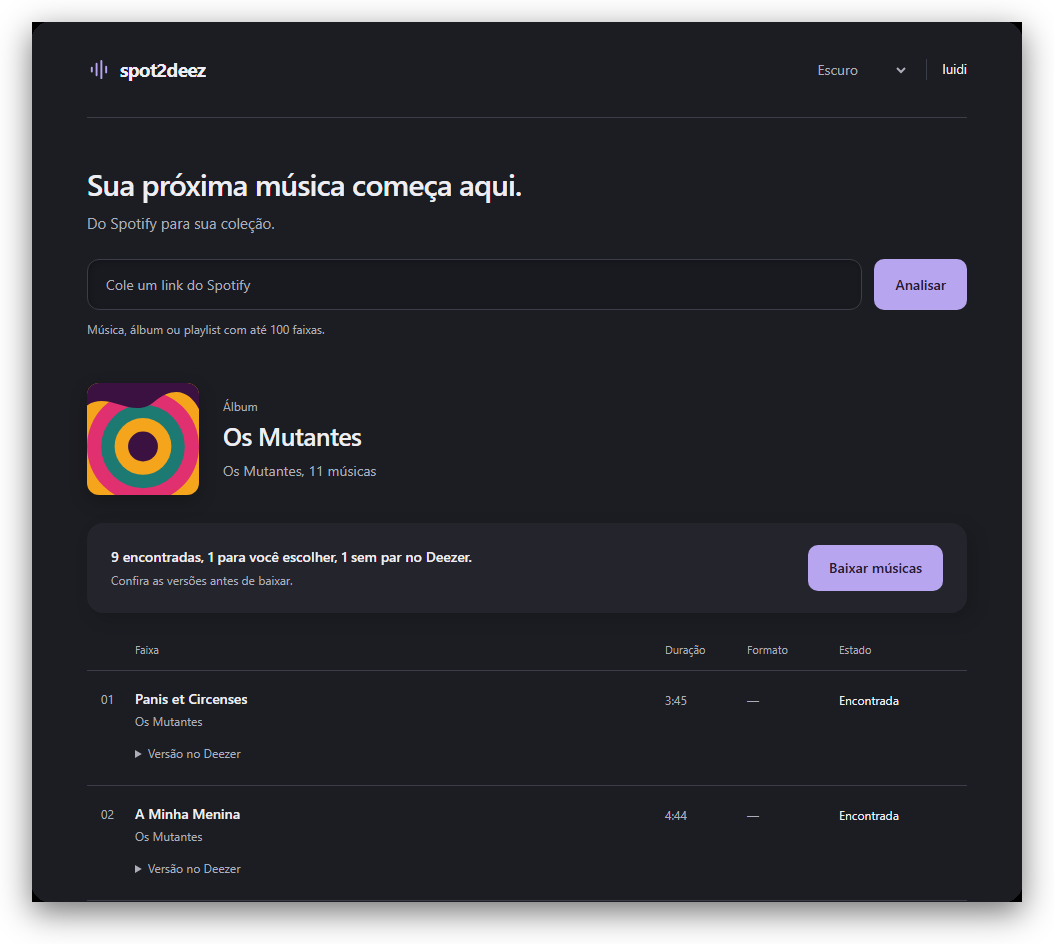 spot2deez
Escuro
luidi
Sua próxima música começa aqui.
Do Spotify para sua coleção.
Cole um link do Spotify
Analisar
Música, álbum ou playlist com até 100 faixas.
Álbum
Os Mutantes
Os Mutantes, 11 músicas
9 encontradas, 1 para você escolher, 1 sem par no Deezer.
Confira as versões antes de baixar.
Baixar músicas
Faixa Duração Formato Estado
01 Panis et Circenses 3:45 — Encontrada
Os Mutantes
Versão no Deezer
02 A Minha Menina 4:44 — Encontrada
Os Mutantes
Versão no Deezer